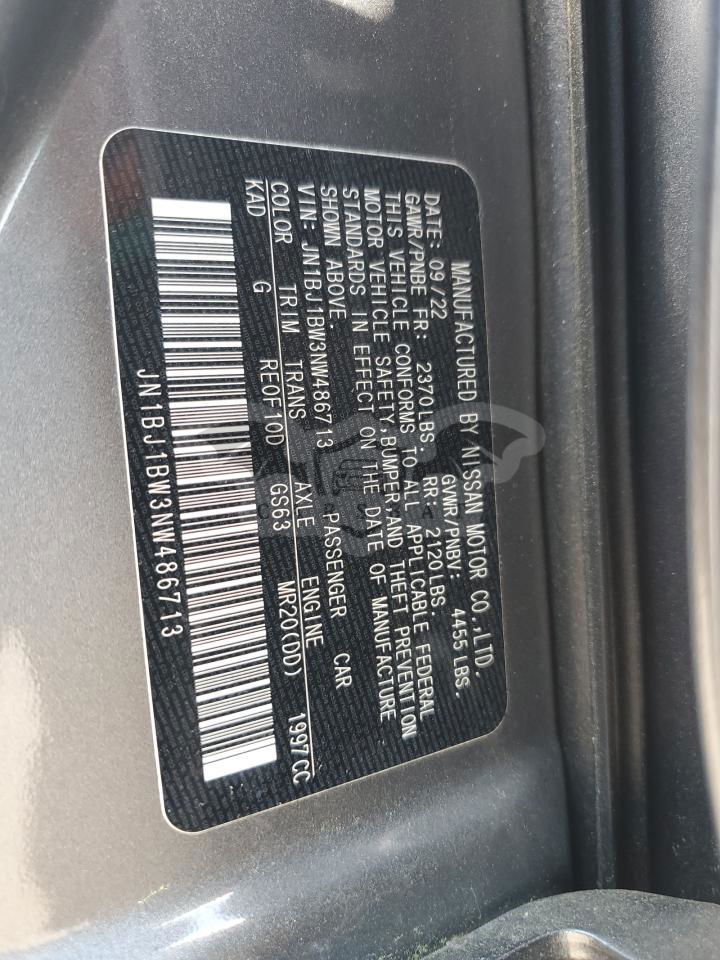 MANUFACTURED BY NISSAN MOTOR CO.,LTD.
DATE: 09/22 GVWR/PNBV: 4455 LBS.
GAWR/PNBE FR: 2370 LBS. RR: 2120 LBS.
THIS VEHICLE CONFORMS TO ALL APPLICABLE FEDERAL
MOTOR VEHICLE SAFETY,BUMPER,AND THEFT PREVENTION
STANDARDS IN EFFECT ON THE DATE OF MANUFACTURE
SHOWN ABOVE.
VIN: JN1BJ1BW3NW486713 PASSENGER CAR
COLOR TRIM TRANS AXLE ENGINE
KAD G REOF10D GS63 MR20(DD) 1997CC
JN1BJ1BW3NW486713